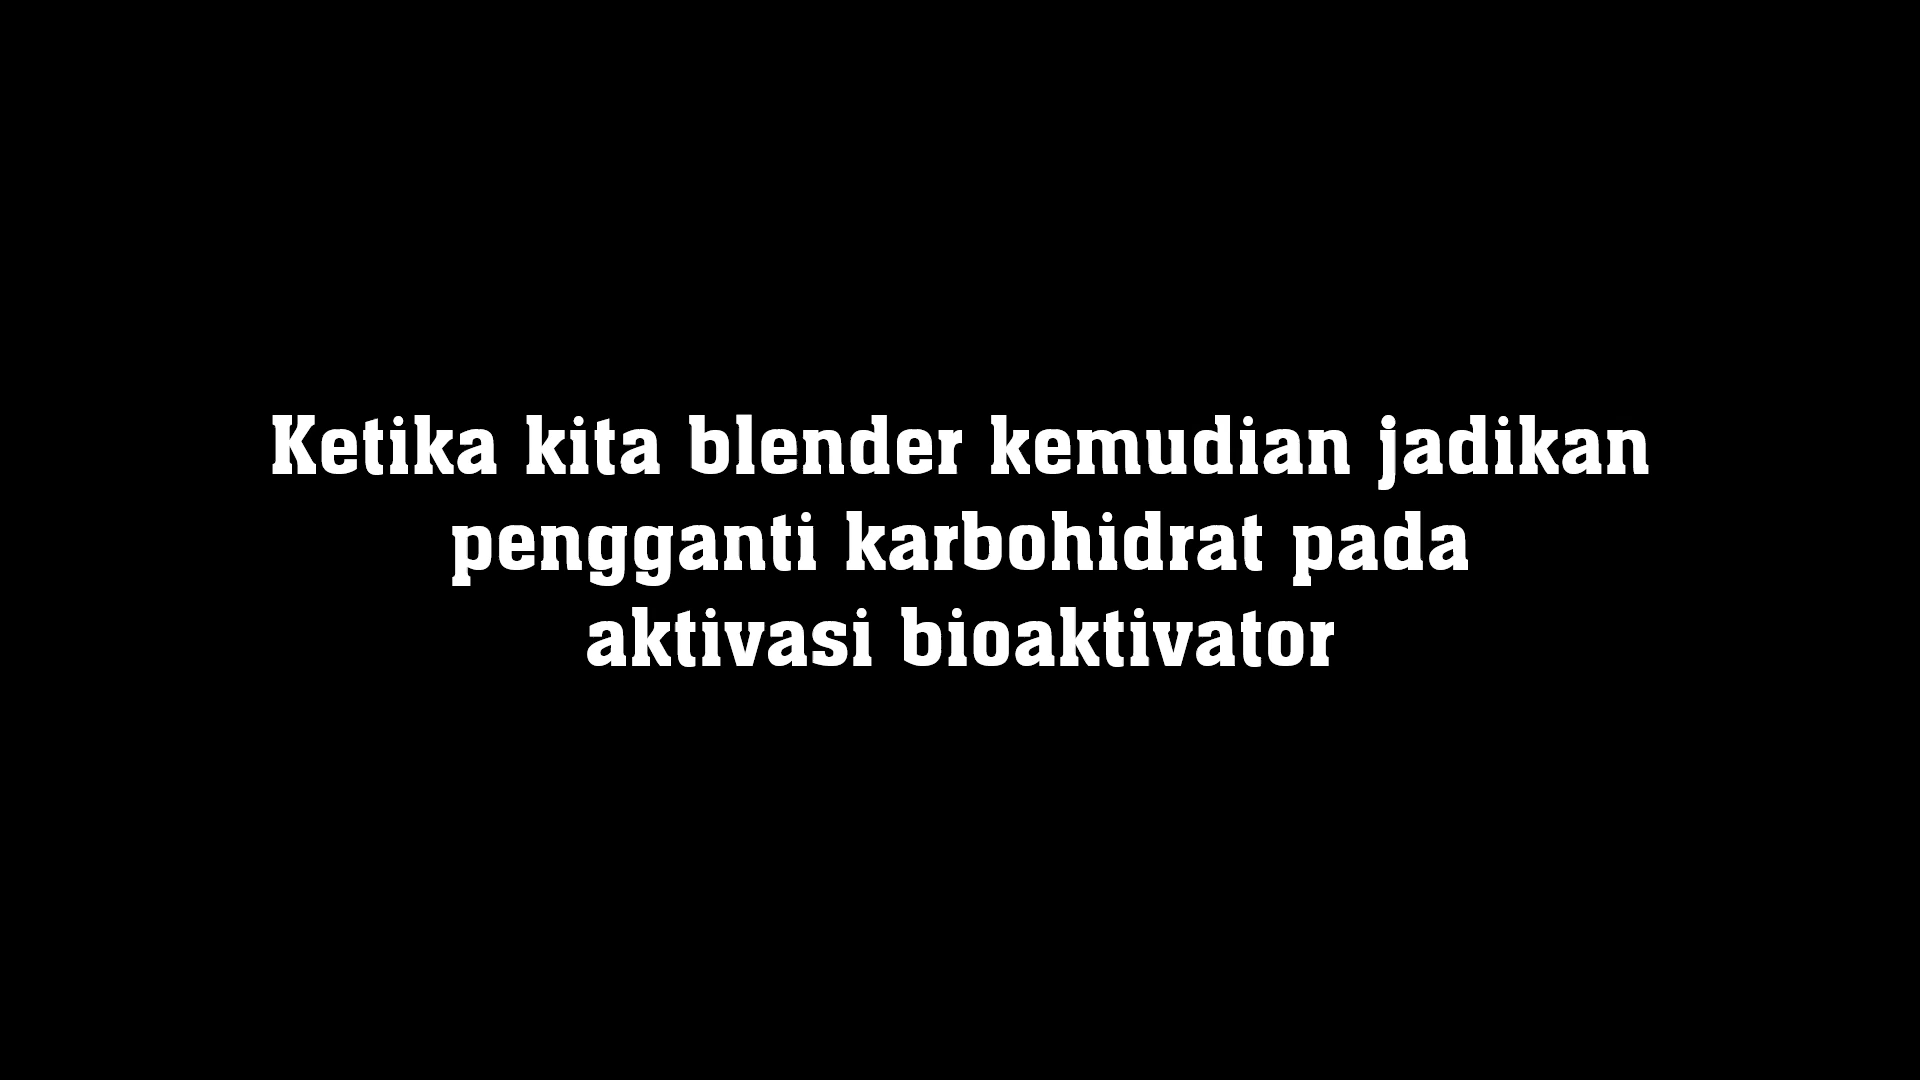 Ketika kita blender kemudian jadikan
pengganti karbohidrat pada
aktivasi bioaktivator